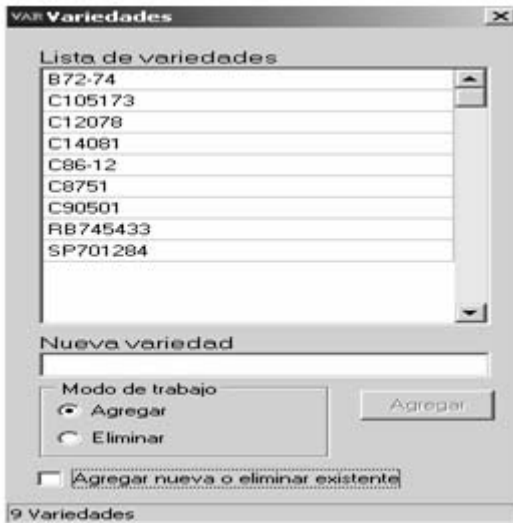 VAR Variedades
Lista de variedades
B72-74
C105173
C12078
C14081
C86-12
C8751
C90501
RB745433
SP701284
Nueva variedad
Modo de trabajo
Agregar
Agregar
Eliminar
Agregar nueva o eliminar existente
9 Variedades